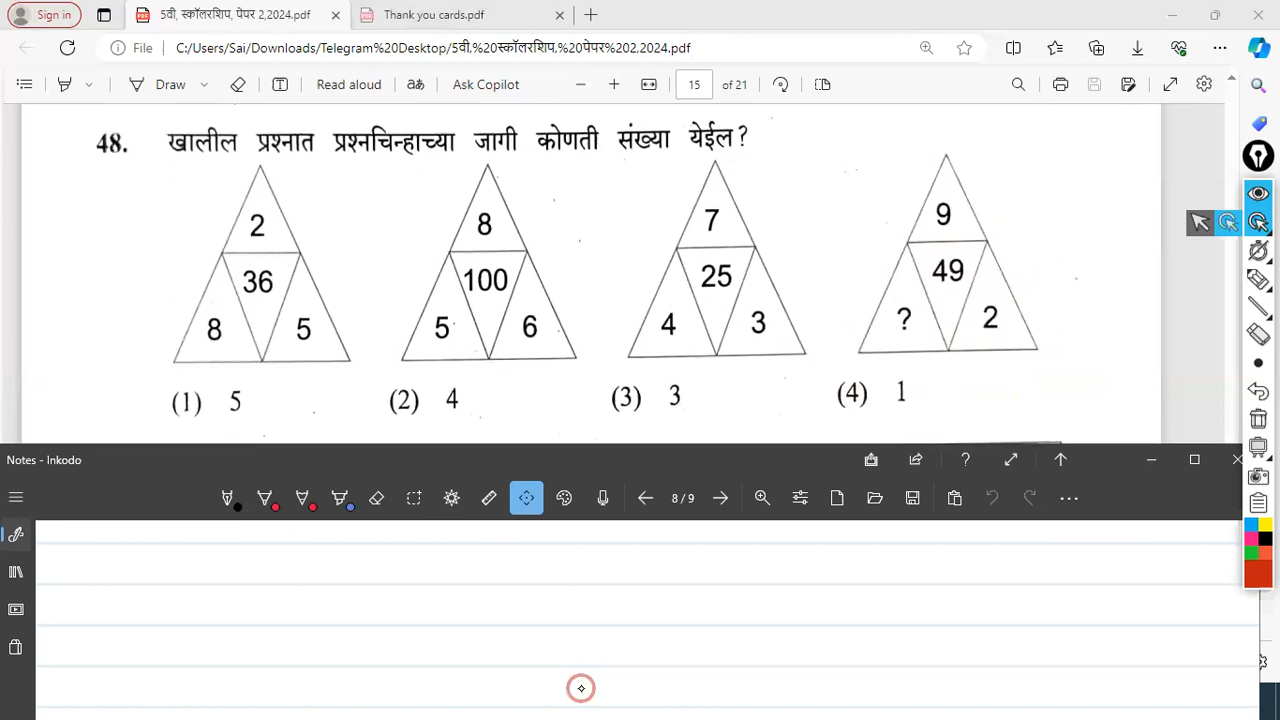 Sign in
5वी, स्कॉलरशिप, पेपर 2,2024.pdf
Thank you cards.pdf
File
C:/Users/Sai/Downloads/Telegram%20Desktop/5वी,%20स्कॉलरशिप,%20पेपर%202,2024.pdf
Draw
Read aloud
aあ
Ask Copilot
15 of 21
48. खालील प्रश्नात प्रश्नचिन्हाच्या जागी कोणती संख्या येईल?
2 8 7 9
36 100 25 49
8 5 5 6 4 3 ? 2
(1) 5 (2) 4 (3) 3 (4) 1
Notes - Inkodo
8 / 9